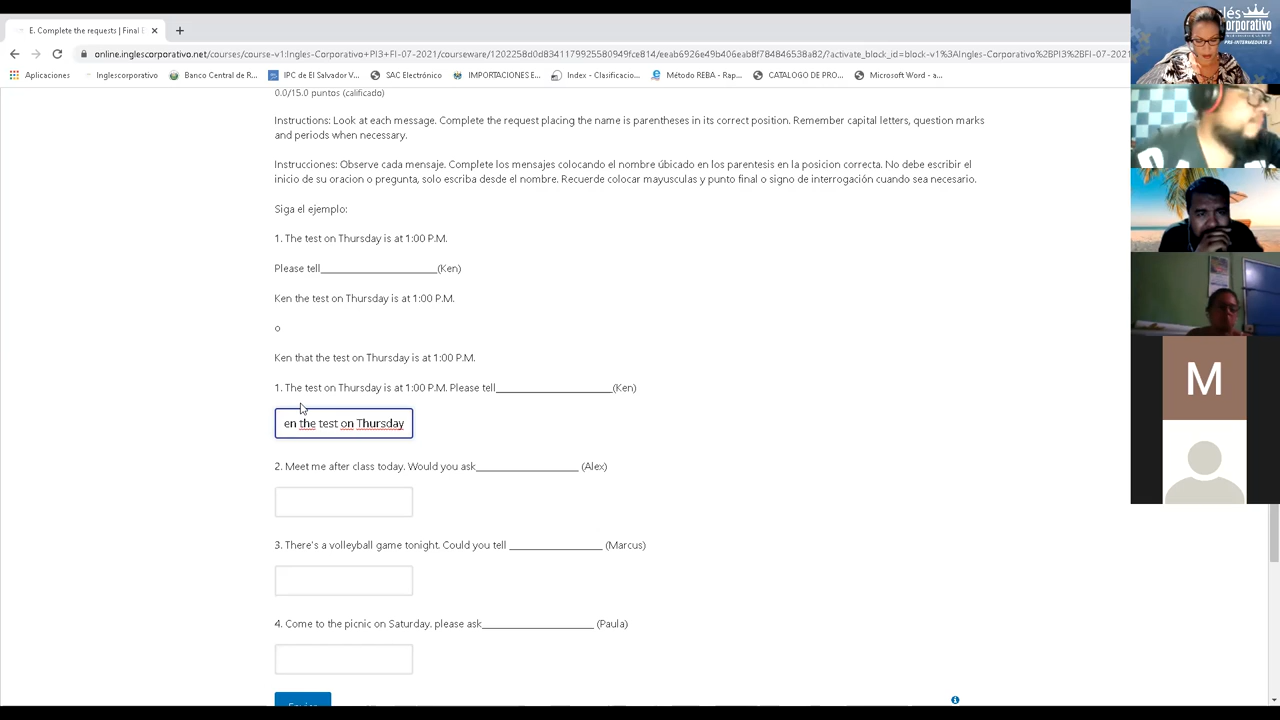 E. Complete the requests | Final E
online.inglescorporativo.net/courses/course-v1:Ingles-Corporativo+PI3+FI-07-2021/courseware/120222585d0541179925580949fce814/eeab6926e49b406eab8f784846538a82/?activate_block_id=block-v1%3AIngles-Corporativo%2BPI3%2BFI-07-2021
Aplicaciones
Inglescorporativo
Banco Central de R...
IPC de El Salvador V...
SAC Electrónico
IMPORTACIONES E...
Index - Clasificacio...
Método REBA - Rap...
CATALOGO DE PRO...
Microsoft Word - a...
0.0/15.0 puntos (calificado)
Instructions: Look at each message. Complete the request placing the name is parentheses in its correct position. Remember capital letters, question marks
and periods when necessary.
Instrucciones: Observe cada mensaje. Complete los mensajes colocando el nombre úbicado en los parentesis en la posicion correcta. No debe escribir el
inicio de su oracion o pregunta, solo escriba desde el nombre. Recuerde colocar mayusculas y punto final o signo de interrogación cuando sea necesario.
Siga el ejemplo:
1. The test on Thursday is at 1:00 P.M.
Please tell____________________(Ken)
Ken the test on Thursday is at 1:00 P.M.
o
Ken that the test on Thursday is at 1:00 P.M.
1. The test on Thursday is at 1:00 P.M. Please tell____________________(Ken)
en the test on Thursday
2. Meet me after class today. Would you ask__________________ (Alex)
3. There's a volleyball game tonight. Could you tell ________________ (Marcus)
4. Come to the picnic on Saturday. please ask___________________ (Paula)
lés
orporativo
PRE-INTERMEDIATE 3
M